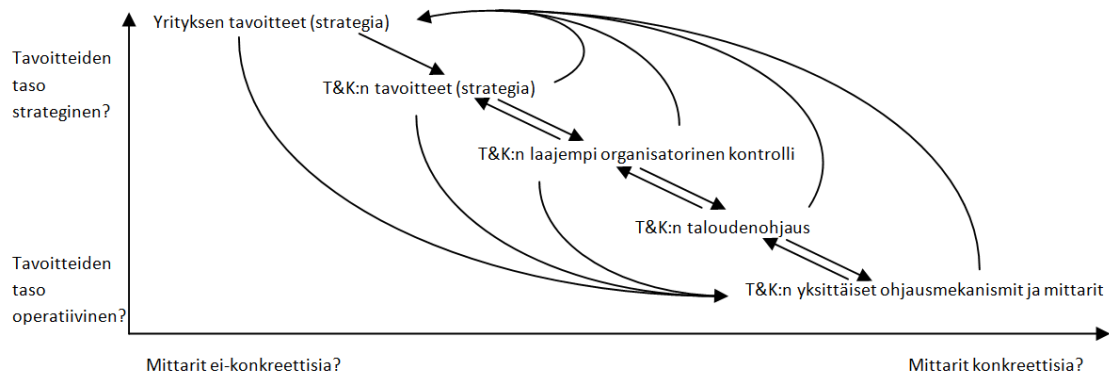 Yrityksen tavoitteet (strategia)
Tavoitteiden
taso
strateginen?
T&K:n tavoitteet (strategia)
T&K:n laajempi organisatorinen kontrolli
T&K:n taloudenohjaus
Tavoitteiden
taso
operatiivinen?
T&K:n yksittäiset ohjausmekanismit ja mittarit
Mittarit ei-konkreettisia?
Mittarit konkreettisia?